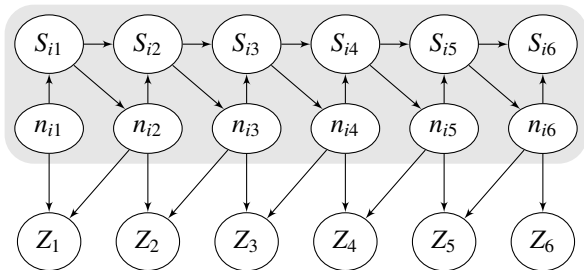 S_{i1} S_{i2} S_{i3} S_{i4} S_{i5} S_{i6}
n_{i1} n_{i2} n_{i3} n_{i4} n_{i5} n_{i6}
Z_1 Z_2 Z_3 Z_4 Z_5 Z_6